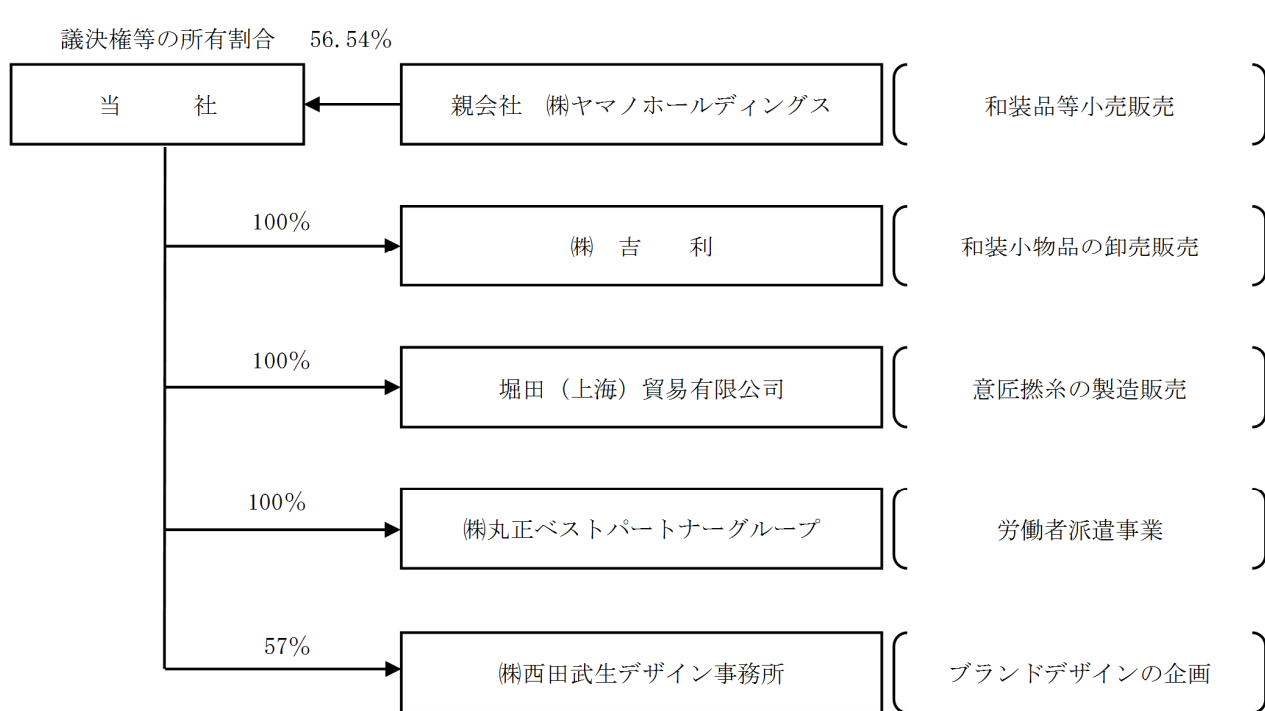 議決権等の所有割合　56.54%
当　　　社
親会社　㈱ヤマノホールディングス
和装品等小売販売
100%
㈱　吉　　利
和装小物品の卸売販売
100%
堀田（上海）貿易有限公司
意匠撚糸の製造販売
100%
㈱丸正ベストパートナーグループ
労働者派遣事業
57%
㈱西田武生デザイン事務所
ブランドデザインの企画